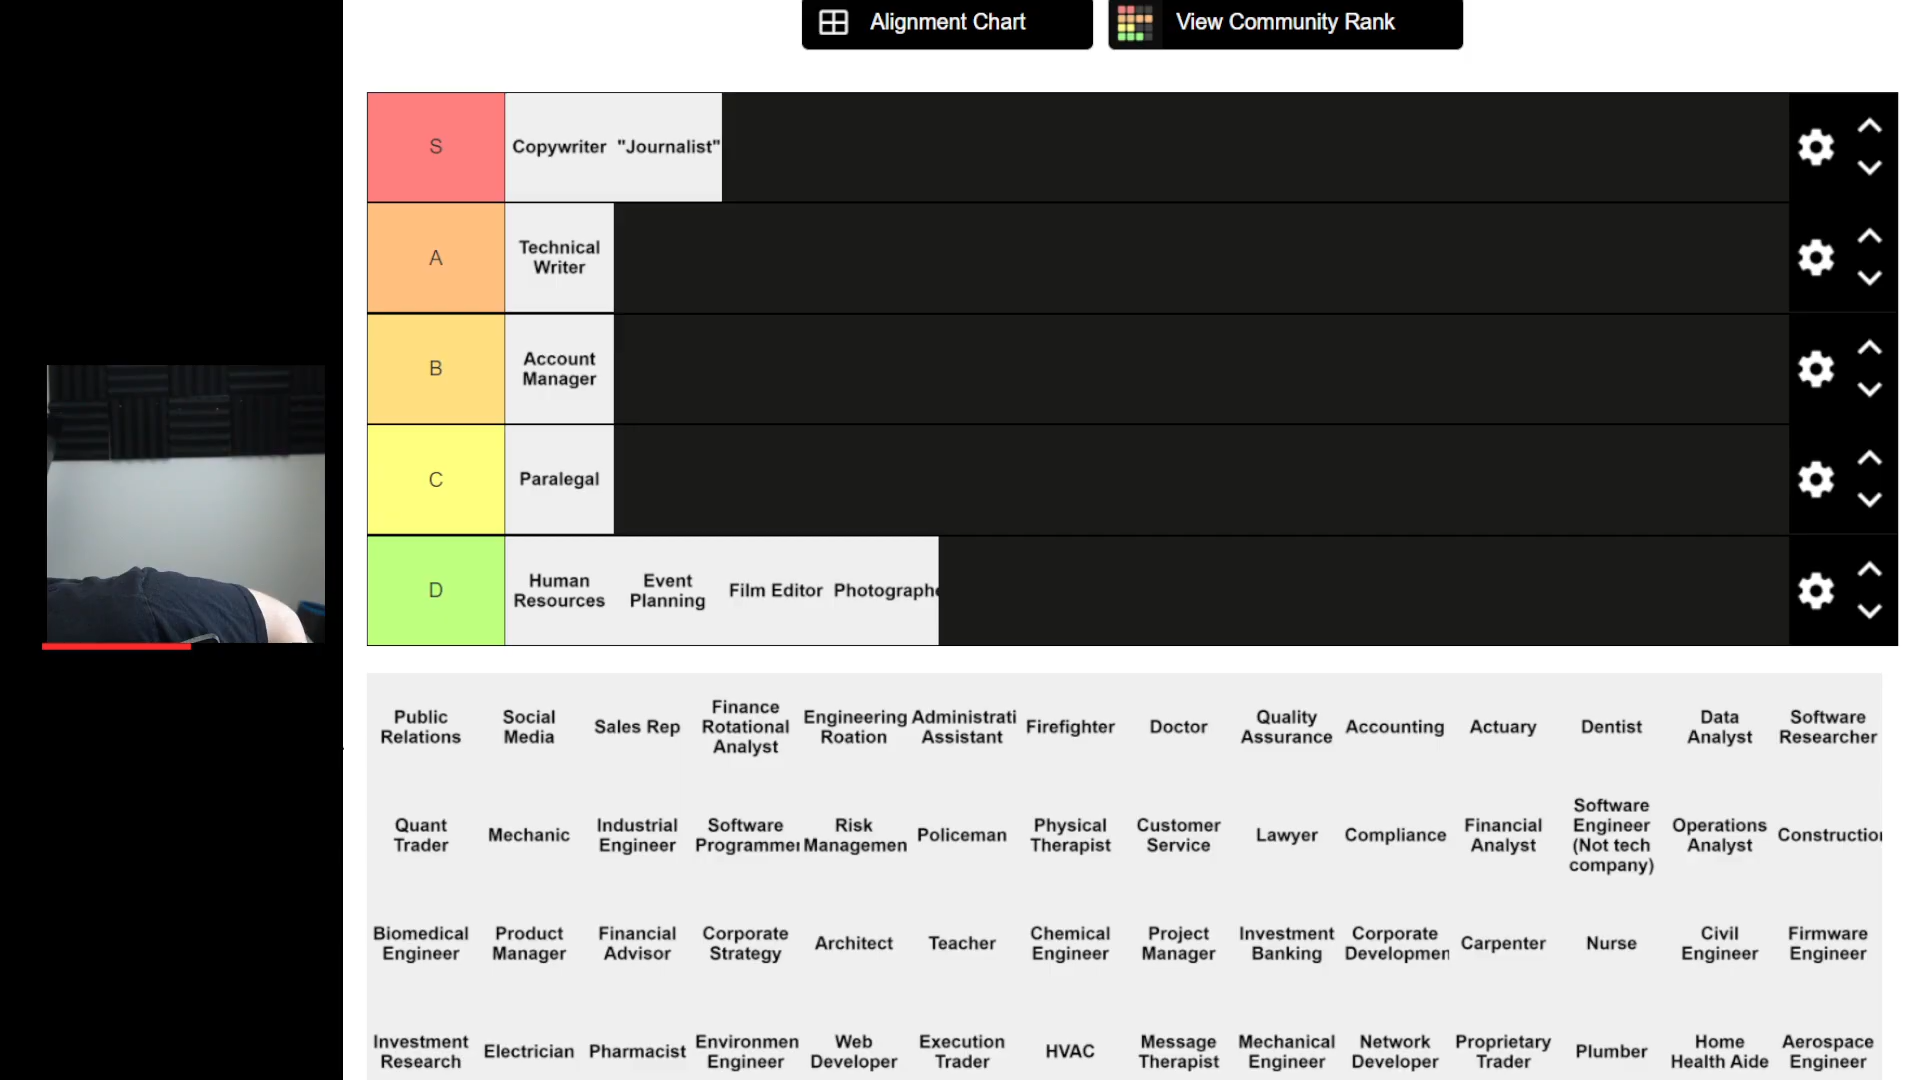 Alignment Chart
View Community Rank
S
Copywriter
"Journalist"
A
Technical
Writer
B
Account
Manager
C
Paralegal
D
Human
Resources
Event
Planning
Film Editor
Photographe
Public
Relations
Social
Media
Sales Rep
Finance
Rotational
Analyst
Engineering
Roation
Administrati
Assistant
Firefighter
Doctor
Quality
Assurance
Accounting
Actuary
Dentist
Data
Analyst
Software
Researcher
Quant
Trader
Mechanic
Industrial
Engineer
Software
Programmer
Risk
Managemen
Policeman
Physical
Therapist
Customer
Service
Lawyer
Compliance
Financial
Analyst
Software
Engineer
(Not tech
company)
Operations
Analyst
Construction
Biomedical
Engineer
Product
Manager
Financial
Advisor
Corporate
Strategy
Architect
Teacher
Chemical
Engineer
Project
Manager
Investment
Banking
Corporate
Developmen
Carpenter
Nurse
Civil
Engineer
Firmware
Engineer
Investment
Research
Electrician
Pharmacist
Environmen
Engineer
Web
Developer
Execution
Trader
HVAC
Message
Therapist
Mechanical
Engineer
Network
Developer
Proprietary
Trader
Plumber
Home
Health Aide
Aerospace
Engineer